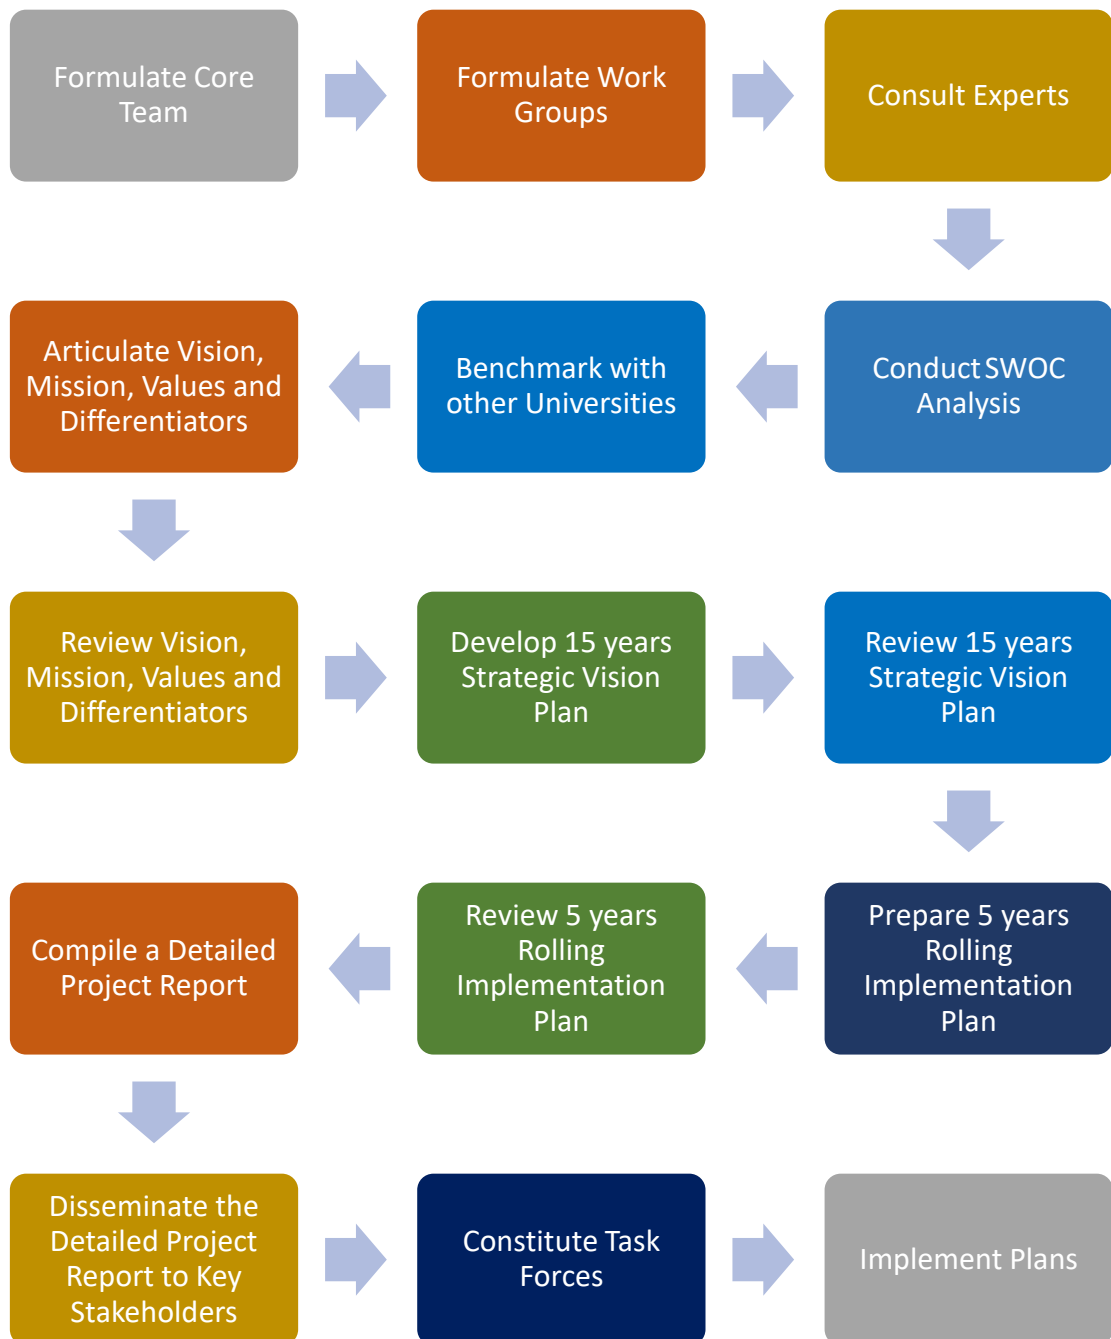 Formulate Core
Team
Formulate Work
Groups
Consult Experts
Conduct SWOC
Analysis
Benchmark with
other Universities
Articulate Vision,
Mission, Values and
Differentiators
Review Vision,
Mission, Values and
Differentiators
Develop 15 years
Strategic Vision
Plan
Review 15 years
Strategic Vision
Plan
Prepare 5 years
Rolling
Implementation
Plan
Review 5 years
Rolling
Implementation
Plan
Compile a Detailed
Project Report
Disseminate the
Detailed Project
Report to Key
Stakeholders
Constitute Task
Forces
Implement Plans